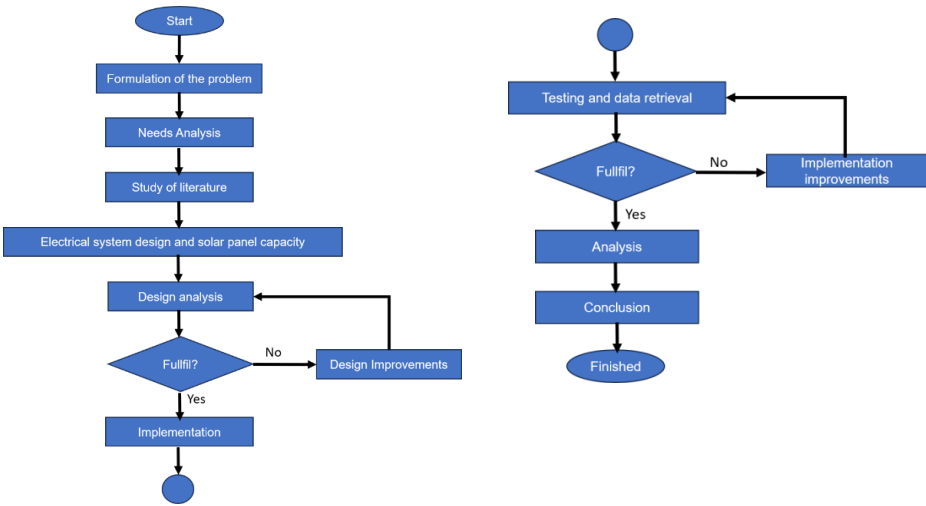 Start
Formulation of the problem
Needs Analysis
Study of literature
Electrical system design and solar panel capacity
Design analysis
Fullfil?
No
Design Improvements
Yes
Implementation
Testing and data retrieval
Fullfil?
No
Implementation
improvements
Yes
Analysis
Conclusion
Finished